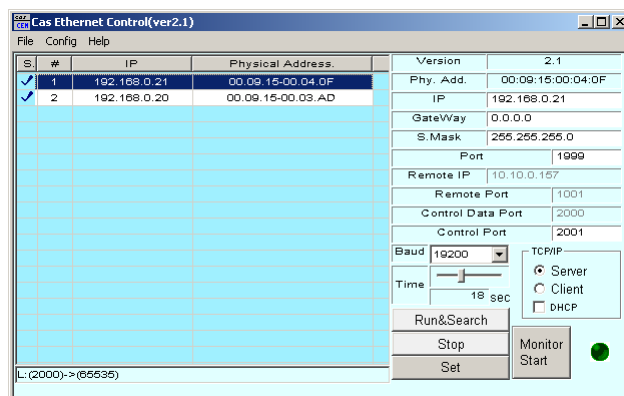 cas CEN Cas Ethernet Control(ver2.1)
File Config Help
S. # IP Physical Address.
1 192.168.0.21 00.09.15-00.04.0F
2 192.168.0.20 00.09.15-00.03.AD
Version 2.1
Phy. Add. 00:09:15:00:04:0F
IP 192.168.0.21
GateWay 0.0.0.0
S.Mask 255.255.255.0
Port 1999
Remote IP 10.10.0.157
Remote Port 1001
Control Data Port 2000
Control Port 2001
Baud 19200
TCP/IP
Server
Client
DHCP
Time
18 sec
Run&Search
Stop
Set
Monitor
Start
L:(2000)->(65535)